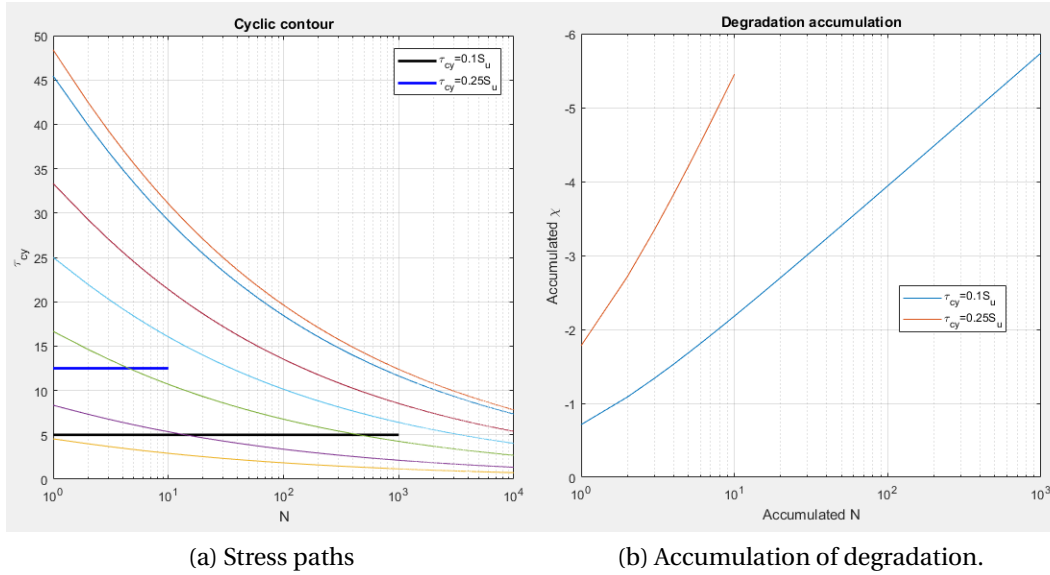 Cyclic contour
50
45
40
35
30
25
20
15
10
5
0
τcy
τcy=0.1Su
τcy=0.25Su
10^0
10^1
10^2
10^3
10^4
N
Degradation accumulation
-6
-5
-4
-3
-2
-1
0
Accumulated χ
τcy=0.1Su
τcy=0.25Su
10^0
10^1
10^2
10^3
Accumulated N
(a) Stress paths
(b) Accumulation of degradation.